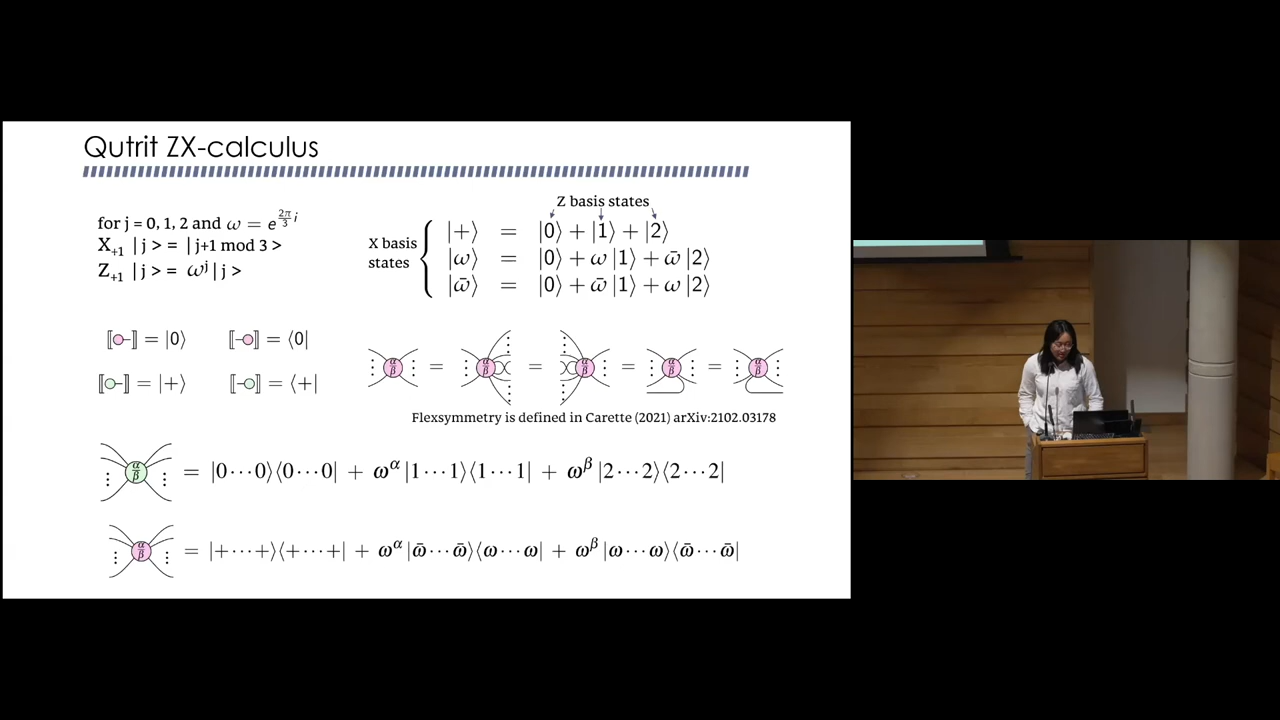 Qutrit ZX-calculus
for j = 0, 1, 2 and ω = e^{\frac{2π}{3}i}
X₊₁ | j > = | j+1 mod 3 >
Z₊₁ | j > = ωʲ | j >
Z basis states
X basis states
|+⟩ = |0⟩ + |1⟩ + |2⟩
|ω⟩ = |0⟩ + ω |1⟩ + ω̄ |2⟩
|ω̄⟩ = |0⟩ + ω̄ |1⟩ + ω |2⟩
⟦ ⟧ = |0⟩ ⟦ ⟧ = ⟨0|
⟦ ⟧ = |+⟩ ⟦ ⟧ = ⟨+|
α/β = α/β = α/β = α/β = α/β
Flexsymmetry is defined in Carette (2021) arXiv:2102.03178
α/β = |0···0⟩⟨0···0| + ω^α |1···1⟩⟨1···1| + ω^β |2···2⟩⟨2···2|
α/β = |+···+⟩⟨+···+| + ω^α |ω̄···ω̄⟩⟨ω···ω| + ω^β |ω···ω⟩⟨ω̄···ω̄|